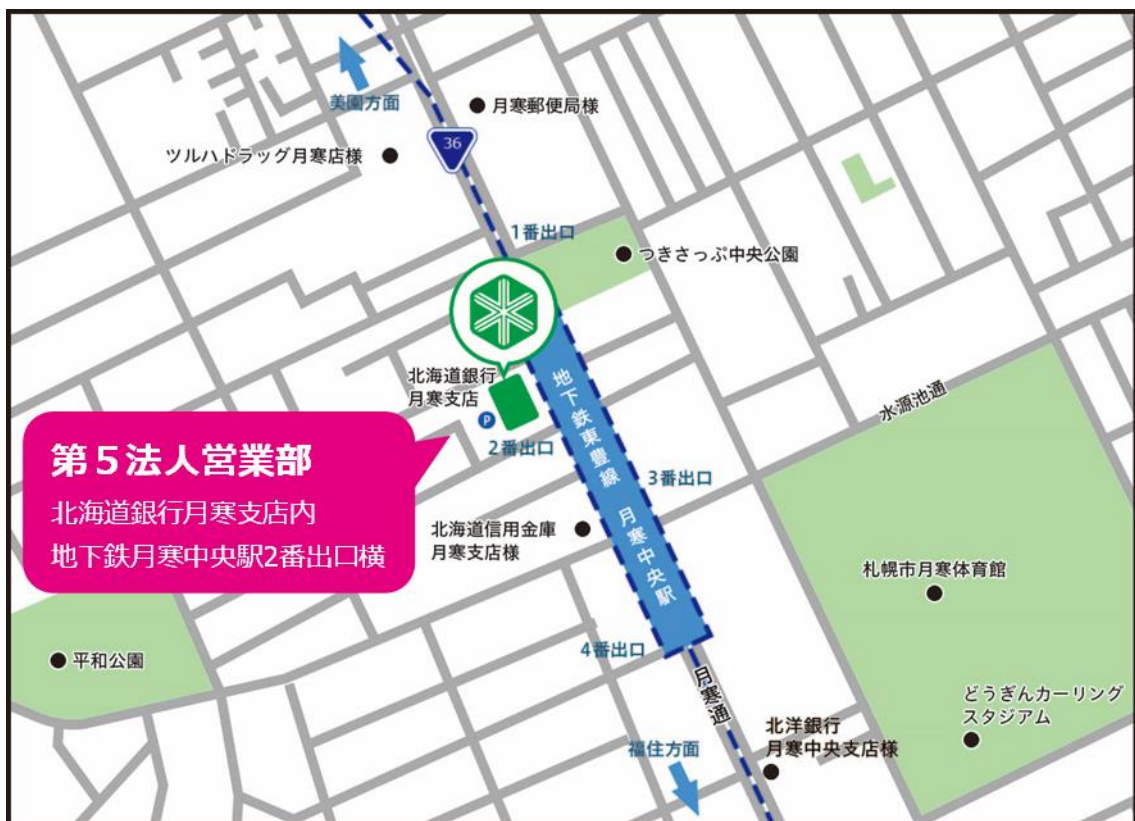 美園方面
月寒郵便局様
36
ツルハドラッグ月寒店様
1番出口
つきさっぷ中央公園
北海道銀行
月寒支店
P
2番出口
地下鉄東豊線 月寒中央駅
水源池通
第5法人営業部
北海道銀行月寒支店内
地下鉄月寒中央駅2番出口横
3番出口
北海道信用金庫
月寒支店様
札幌市月寒体育館
平和公園
4番出口
月寒通
どうぎんカーリング
スタジアム
北洋銀行
月寒中央支店様
福住方面